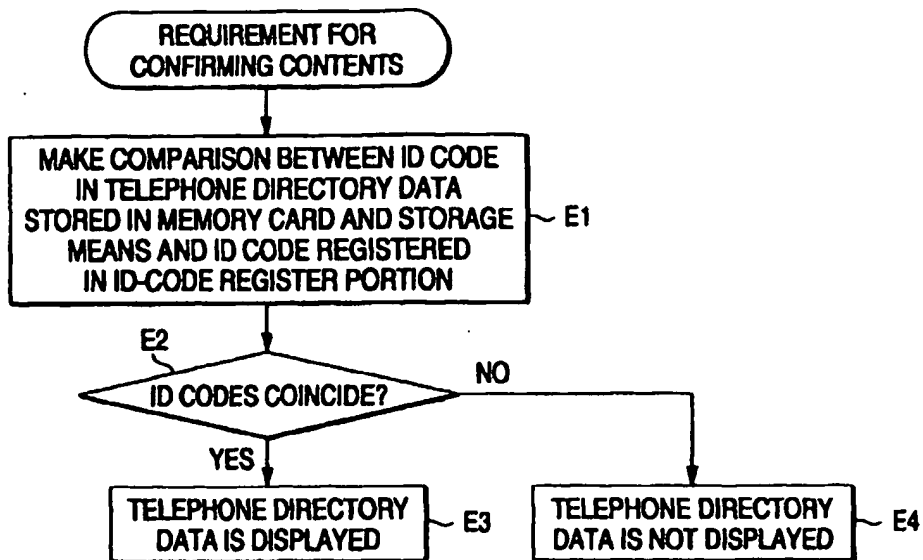 REQUIREMENT FOR
CONFIRMING CONTENTS
MAKE COMPARISON BETWEEN ID CODE
IN TELEPHONE DIRECTORY DATA
STORED IN MEMORY CARD AND STORAGE
MEANS AND ID CODE REGISTERED
IN ID-CODE REGISTER PORTION
E1
E2
ID CODES COINCIDE?
NO
YES
TELEPHONE DIRECTORY
DATA IS DISPLAYED
E3
TELEPHONE DIRECTORY
DATA IS NOT DISPLAYED
E4